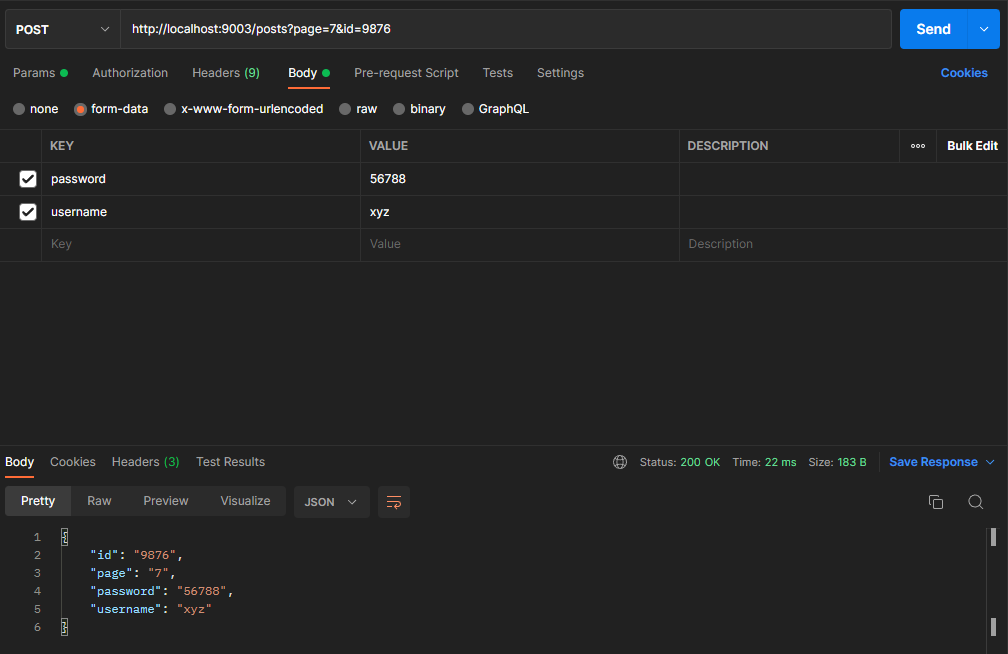 POST http://localhost:9003/posts?page=7&id=9876 Send
Params Authorization Headers (9) Body Pre-request Script Tests Settings Cookies
none form-data x-www-form-urlencoded raw binary GraphQL
KEY VALUE DESCRIPTION ooo Bulk Edit
password 56788
username xyz
Key Value Description
Body Cookies Headers (3) Test Results Status: 200 OK Time: 22 ms Size: 183 B Save Response
Pretty Raw Preview Visualize JSON
1 {
2 "id": "9876",
3 "page": "7",
4 "password": "56788",
5 "username": "xyz"
6 }